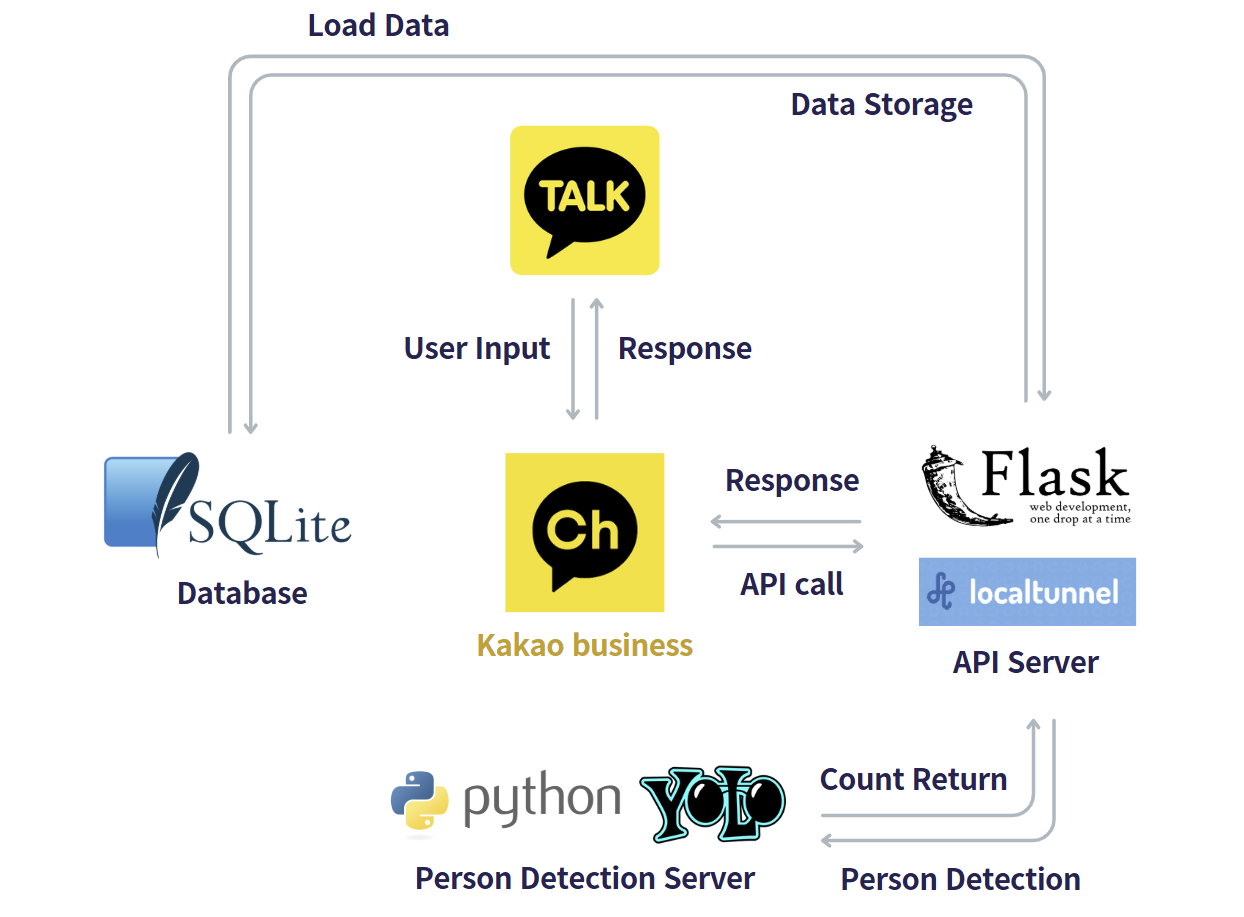 Load Data
Data Storage
TALK
User Input
Response
SQLite
Database
Ch
Kakao business
Response
API call
Flask
web development,
one drop at a time
localtunnel
API Server
python
YOLO
Person Detection Server
Count Return
Person Detection